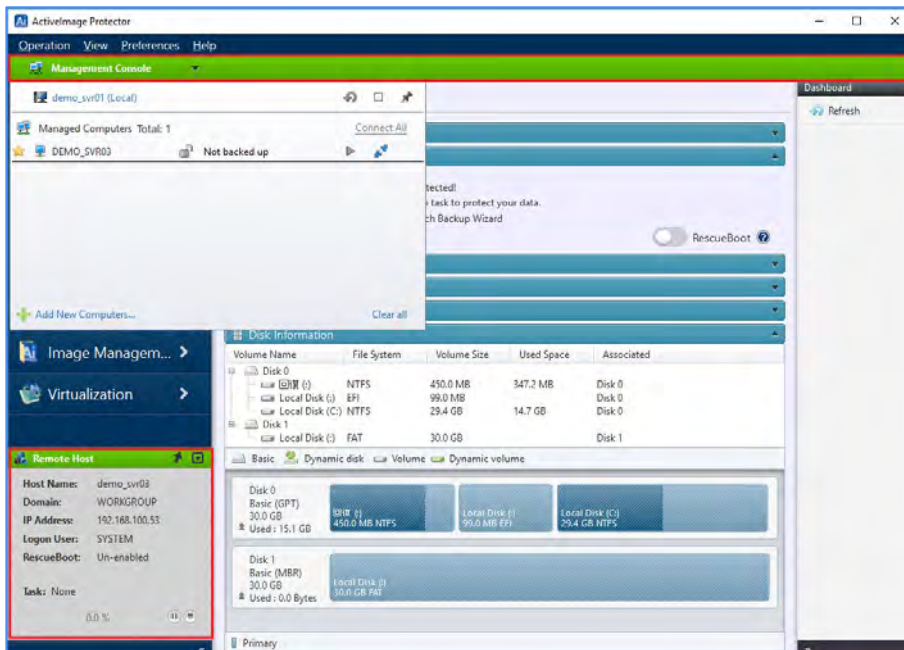 ActiveImage Protector
Operation View Preferences Help
Management Console
demo_svr01 (Local)
Managed Computers Total: 1 Connect All
DEMO_SVR03 Not backed up
Add New Computers... Clear all
Dashboard
Refresh
tected!
task to protect your data.
ch Backup Wizard
RescueBoot
Image Managem...
Virtualization
Disk Information
Volume Name File System Volume Size Used Space Associated
Disk 0
回復 (:) NTFS 450.0 MB 347.2 MB Disk 0
Local Disk (:) EFI 99.0 MB Disk 0
Local Disk (C:) NTFS 29.4 GB 14.7 GB Disk 0
Disk 1
Local Disk (:) FAT 30.0 GB Disk 1
Basic Dynamic disk Volume Dynamic volume
Remote Host
Host Name: demo_svr03
Domain: WORKGROUP
IP Address: 192.168.100.53
Logon User: SYSTEM
RescueBoot: Un-enabled
Task: None
0.0 %
Disk 0
Basic (GPT)
30.0 GB
Used : 15.1 GB
回復 (:)
450.0 MB NTFS
Local Disk (:)
99.0 MB EFI
Local Disk (C:)
29.4 GB NTFS
Disk 1
Basic (MBR)
30.0 GB
Used : 0.0 Bytes
Local Disk (:)
30.0 GB FAT
Primary